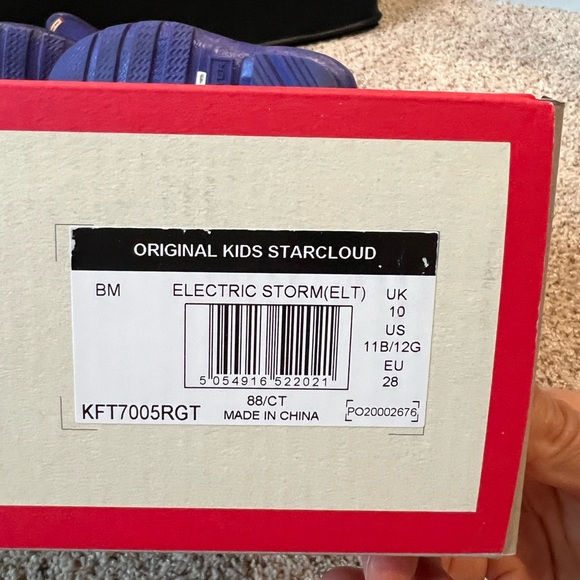 ORIGINAL KIDS STARCLOUD
BM ELECTRIC STORM(ELT) UK
10
US
11B/12G
EU
28
5 054916 522021
88/CT
KFT7005RGT MADE IN CHINA PO20002676